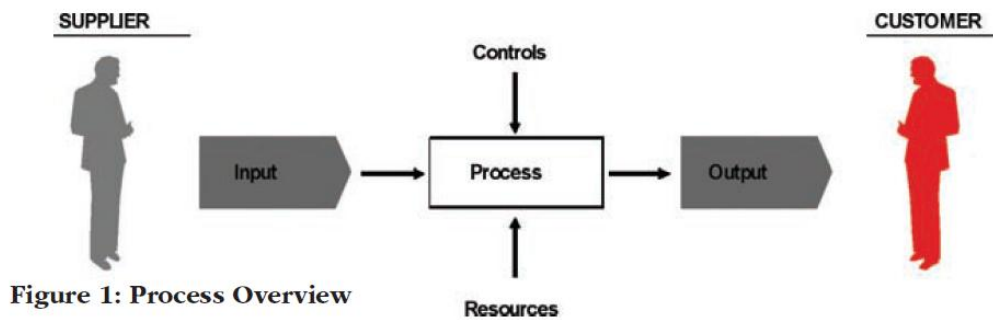 SUPPLIER
CUSTOMER
Controls
Input
Process
Output
Resources
Figure 1: Process Overview